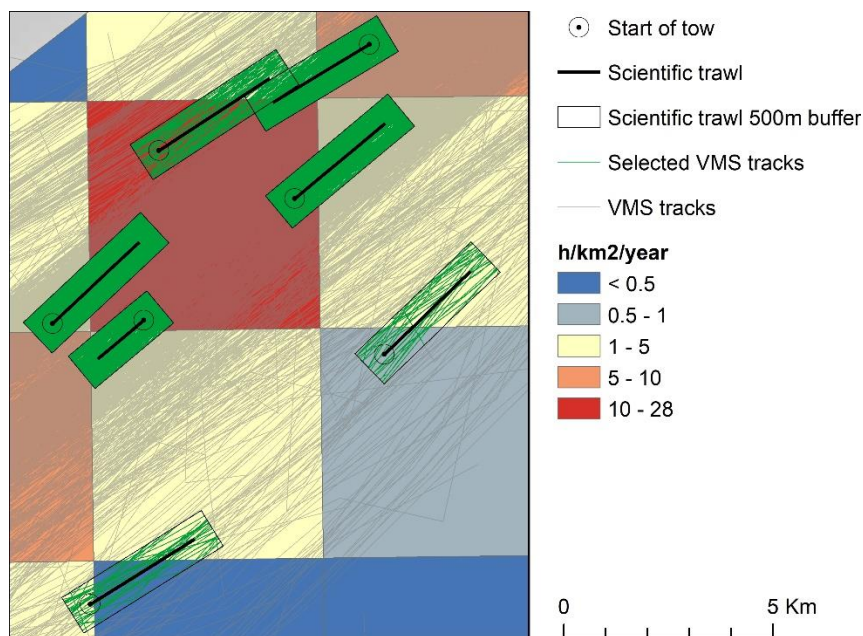 Start of tow
Scientific trawl
Scientific trawl 500m buffer
Selected VMS tracks
VMS tracks
h/km2/year
< 0.5
0.5 - 1
1 - 5
5 - 10
10 - 28
0 5 Km